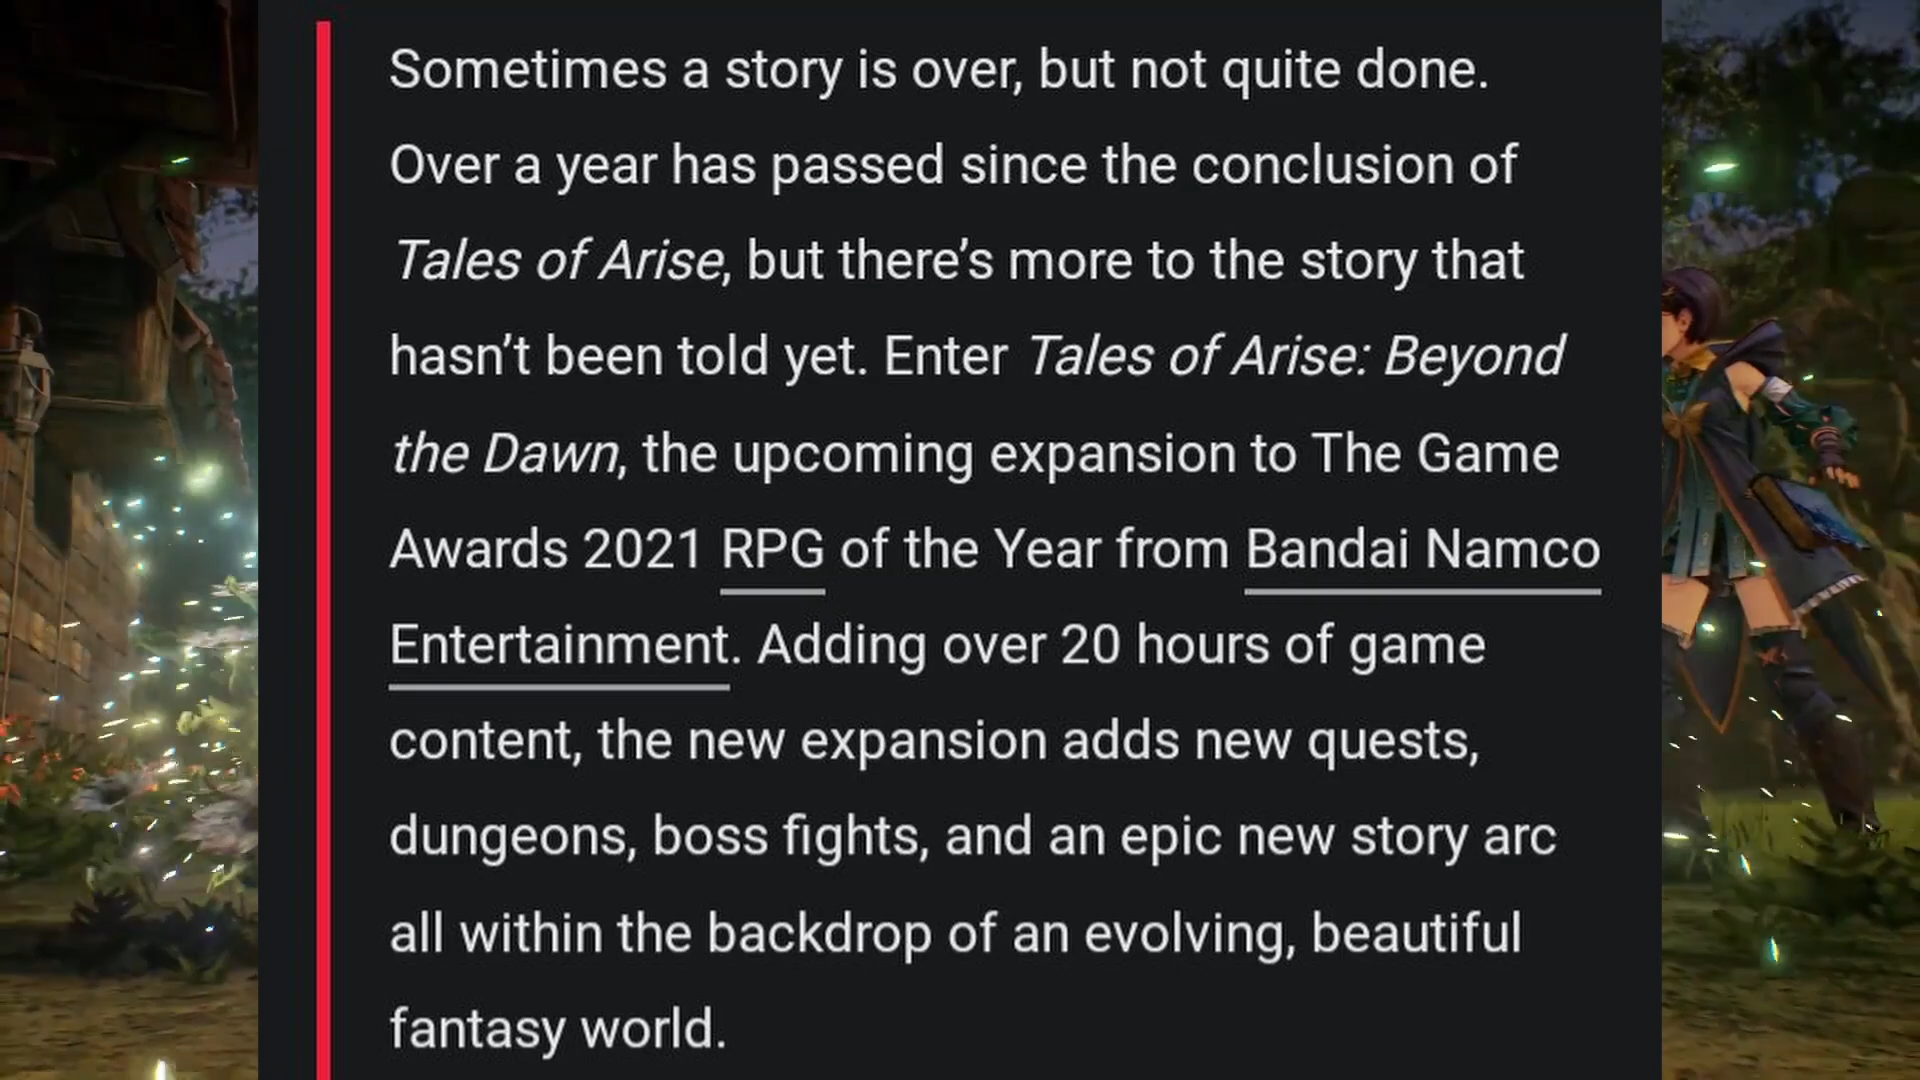 Sometimes a story is over, but not quite done.
Over a year has passed since the conclusion of
Tales of Arise, but there’s more to the story that
hasn’t been told yet. Enter Tales of Arise: Beyond
the Dawn, the upcoming expansion to The Game
Awards 2021 RPG of the Year from Bandai Namco
Entertainment. Adding over 20 hours of game
content, the new expansion adds new quests,
dungeons, boss fights, and an epic new story arc
all within the backdrop of an evolving, beautiful
fantasy world.